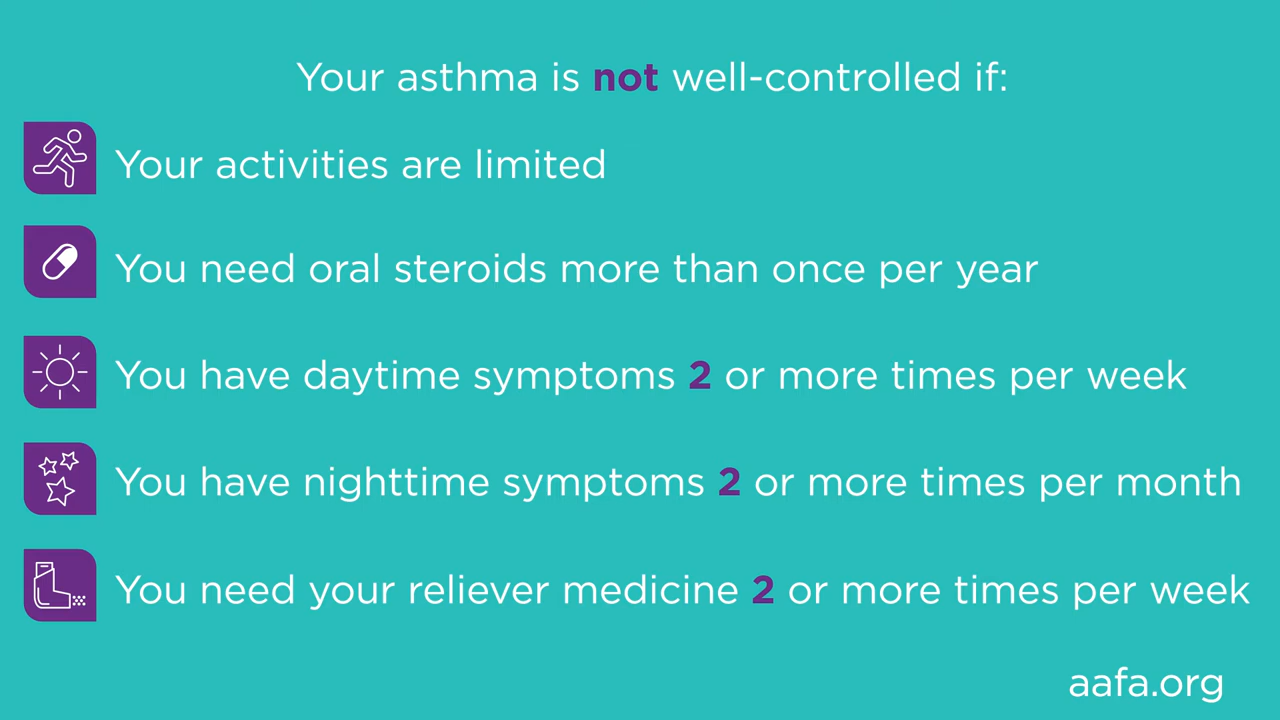 Your asthma is not well-controlled if:
Your activities are limited
You need oral steroids more than once per year
You have daytime symptoms 2 or more times per week
You have nighttime symptoms 2 or more times per month
You need your reliever medicine 2 or more times per week
aafa.org